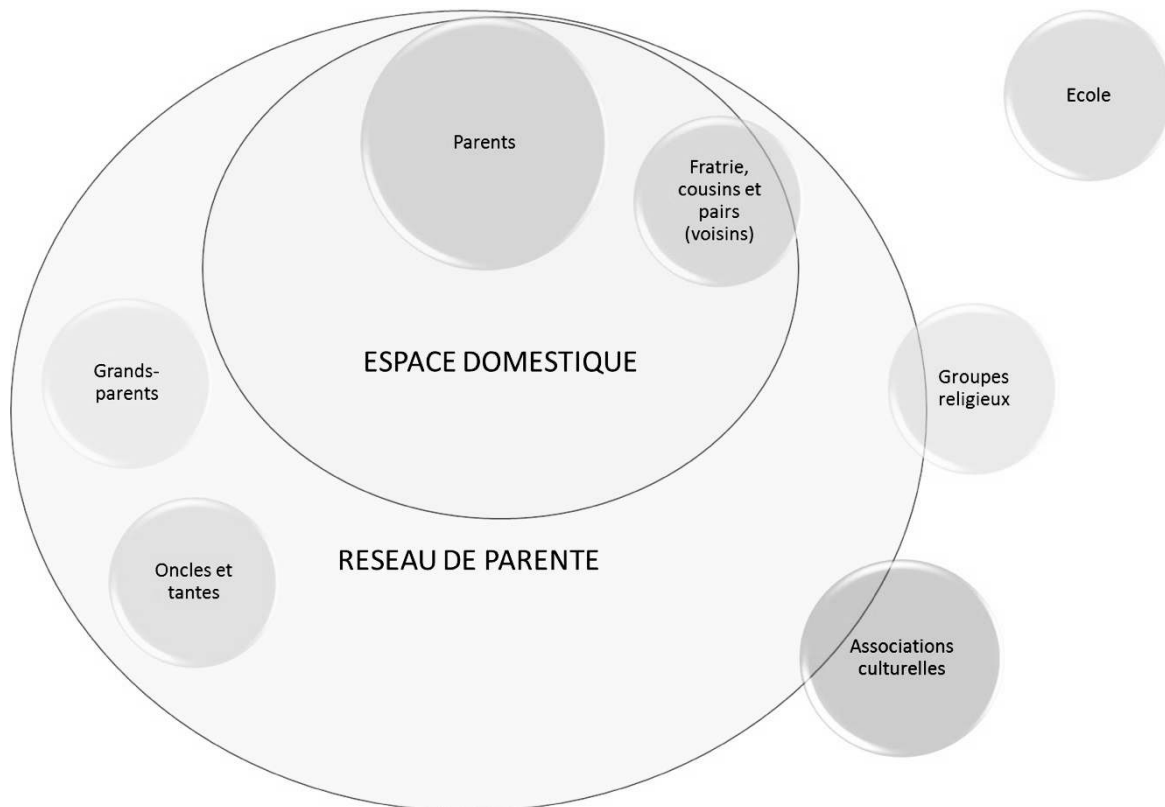 Ecole
Parents
Fratrie,
cousins et
pairs
(voisins)
ESPACE DOMESTIQUE
Grands-
parents
Groupes
religieux
RESEAU DE PARENTE
Oncles et
tantes
Associations
culturelles